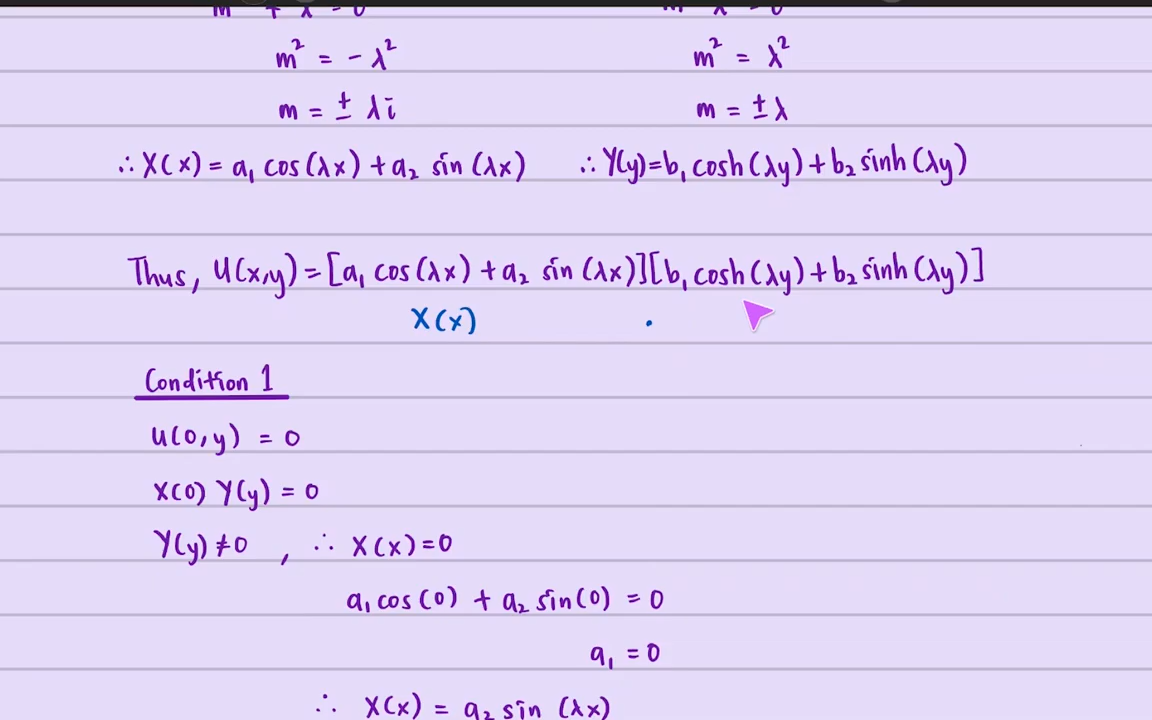 m² = - λ² m² = λ²
m = ± λi m = ± λ
∴ X(x) = a₁ cos(λx) + a₂ sin(λx) ∴ Y(y)=b₁ cosh(λy) + b₂ sinh(λy)
Thus, U(x,y) = [a₁ cos(λx) + a₂ sin(λx)][b₁ cosh(λy) + b₂ sinh(λy)]
X(x) .
Condition 1
U(0,y) = 0
X(0) Y(y) = 0
Y(y) ≠ 0 , ∴ X(x) = 0
a₁ cos(0) + a₂ sin(0) = 0
a₁ = 0
∴ X(x) = a₂ sin (λx)